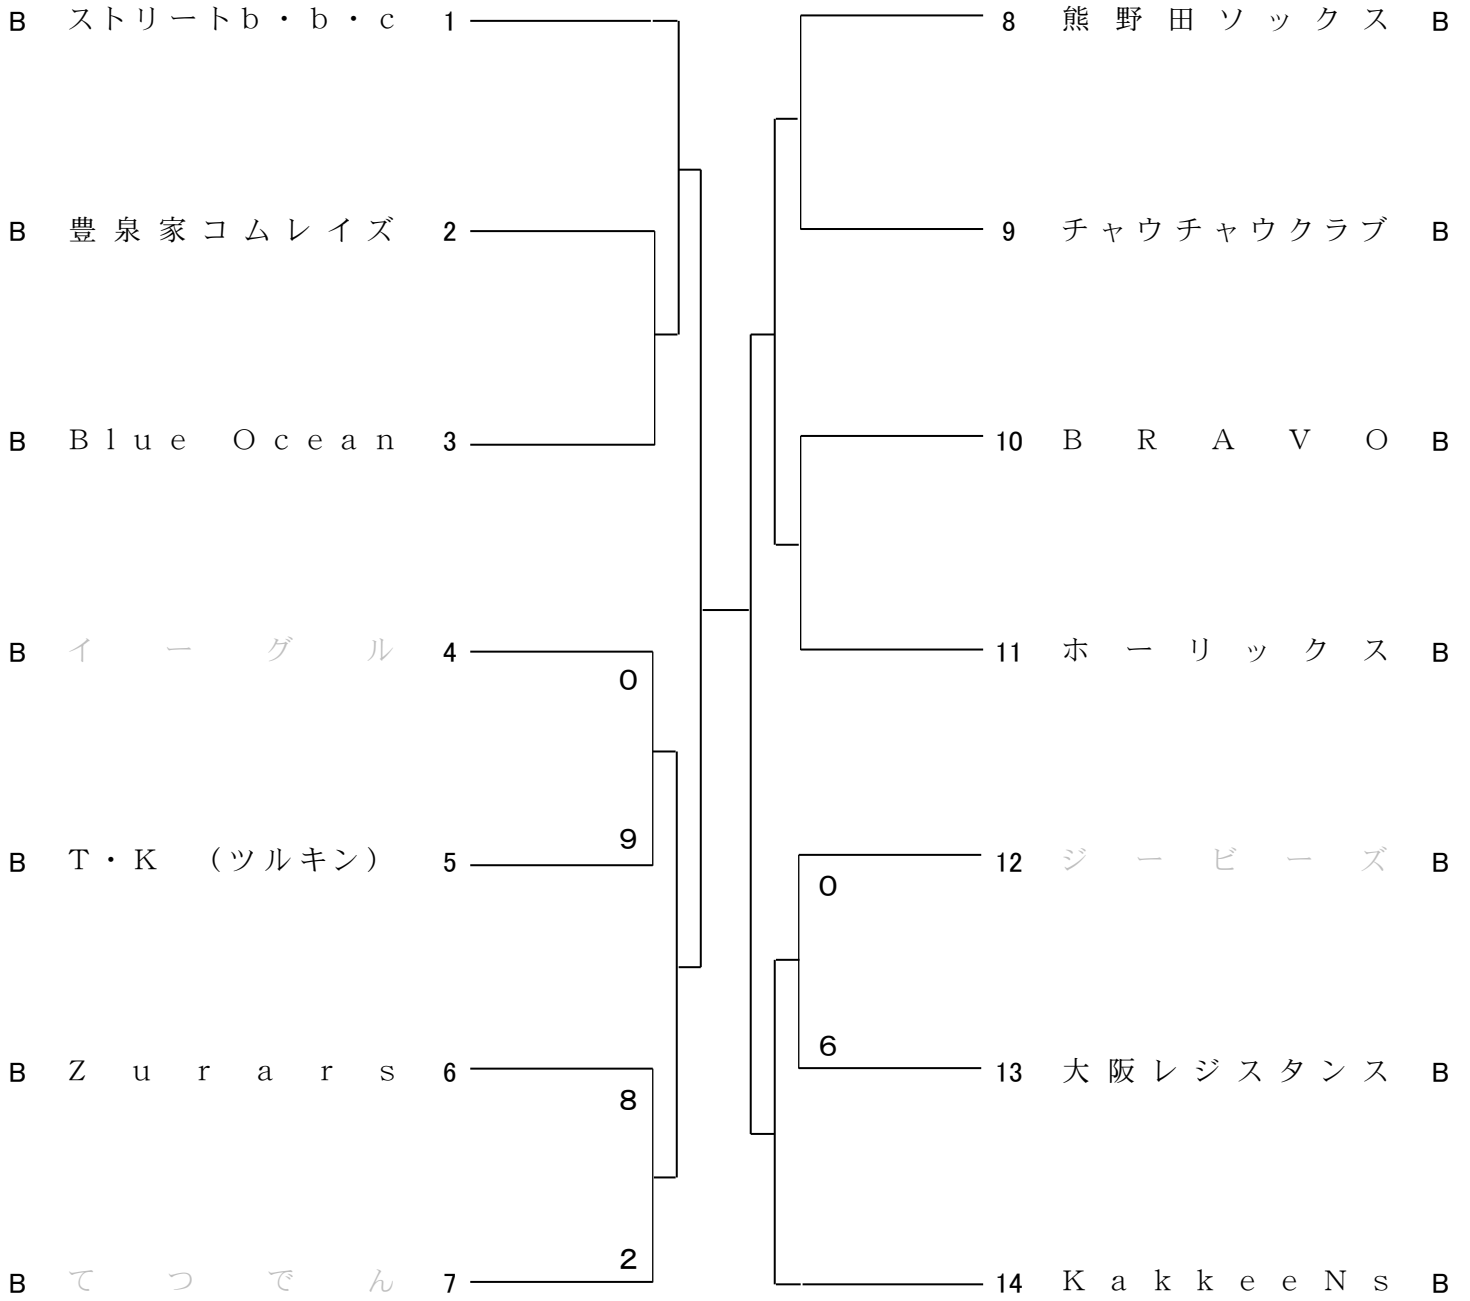 B ストリートb・b・c 1
B 豊泉家コムレイズ 2
B Blue Ocean 3
B イーグル 4
0
9
B T・K （ツルキン） 5
B Zurars 6
8
2
B てつでん 7
8 熊野田ソックス B
9 チャウチャウクラブ B
10 BRAVO B
11 ホーリックス B
12 ジービーズ B
0
6
13 大阪レジスタンス B
14 KakkeeNs B